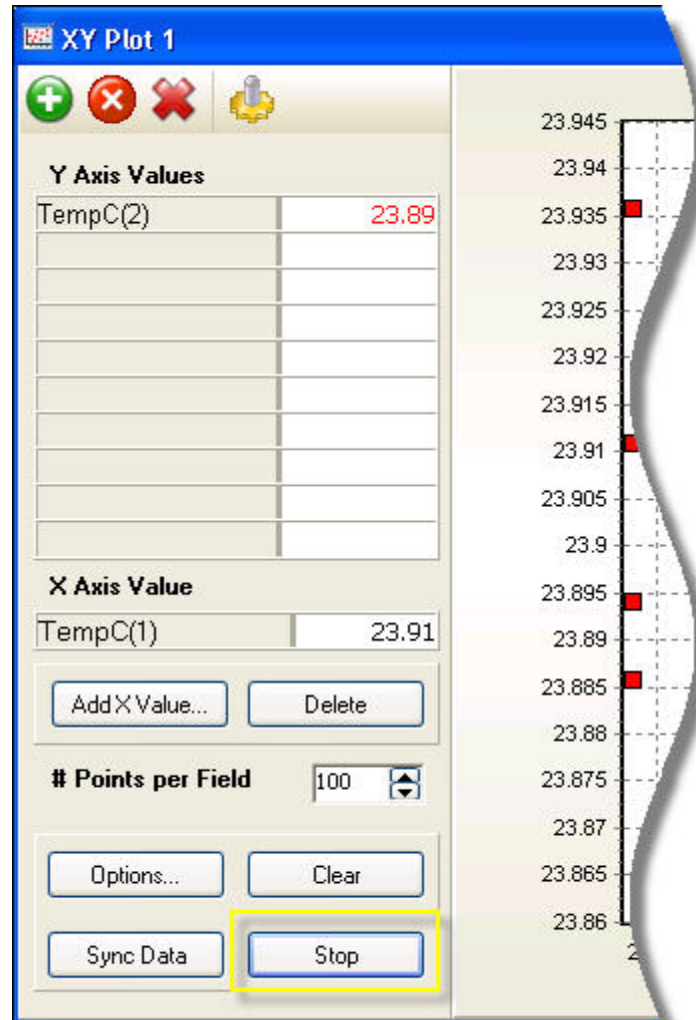 XY Plot 1
Y Axis Values
TempC(2) 23.89
X Axis Value
TempC(1) 23.91
Add X Value... Delete
# Points per Field 100
Options... Clear
Sync Data Stop
23.945
23.94
23.935
23.93
23.925
23.92
23.915
23.91
23.905
23.9
23.895
23.89
23.885
23.88
23.875
23.87
23.865
23.86